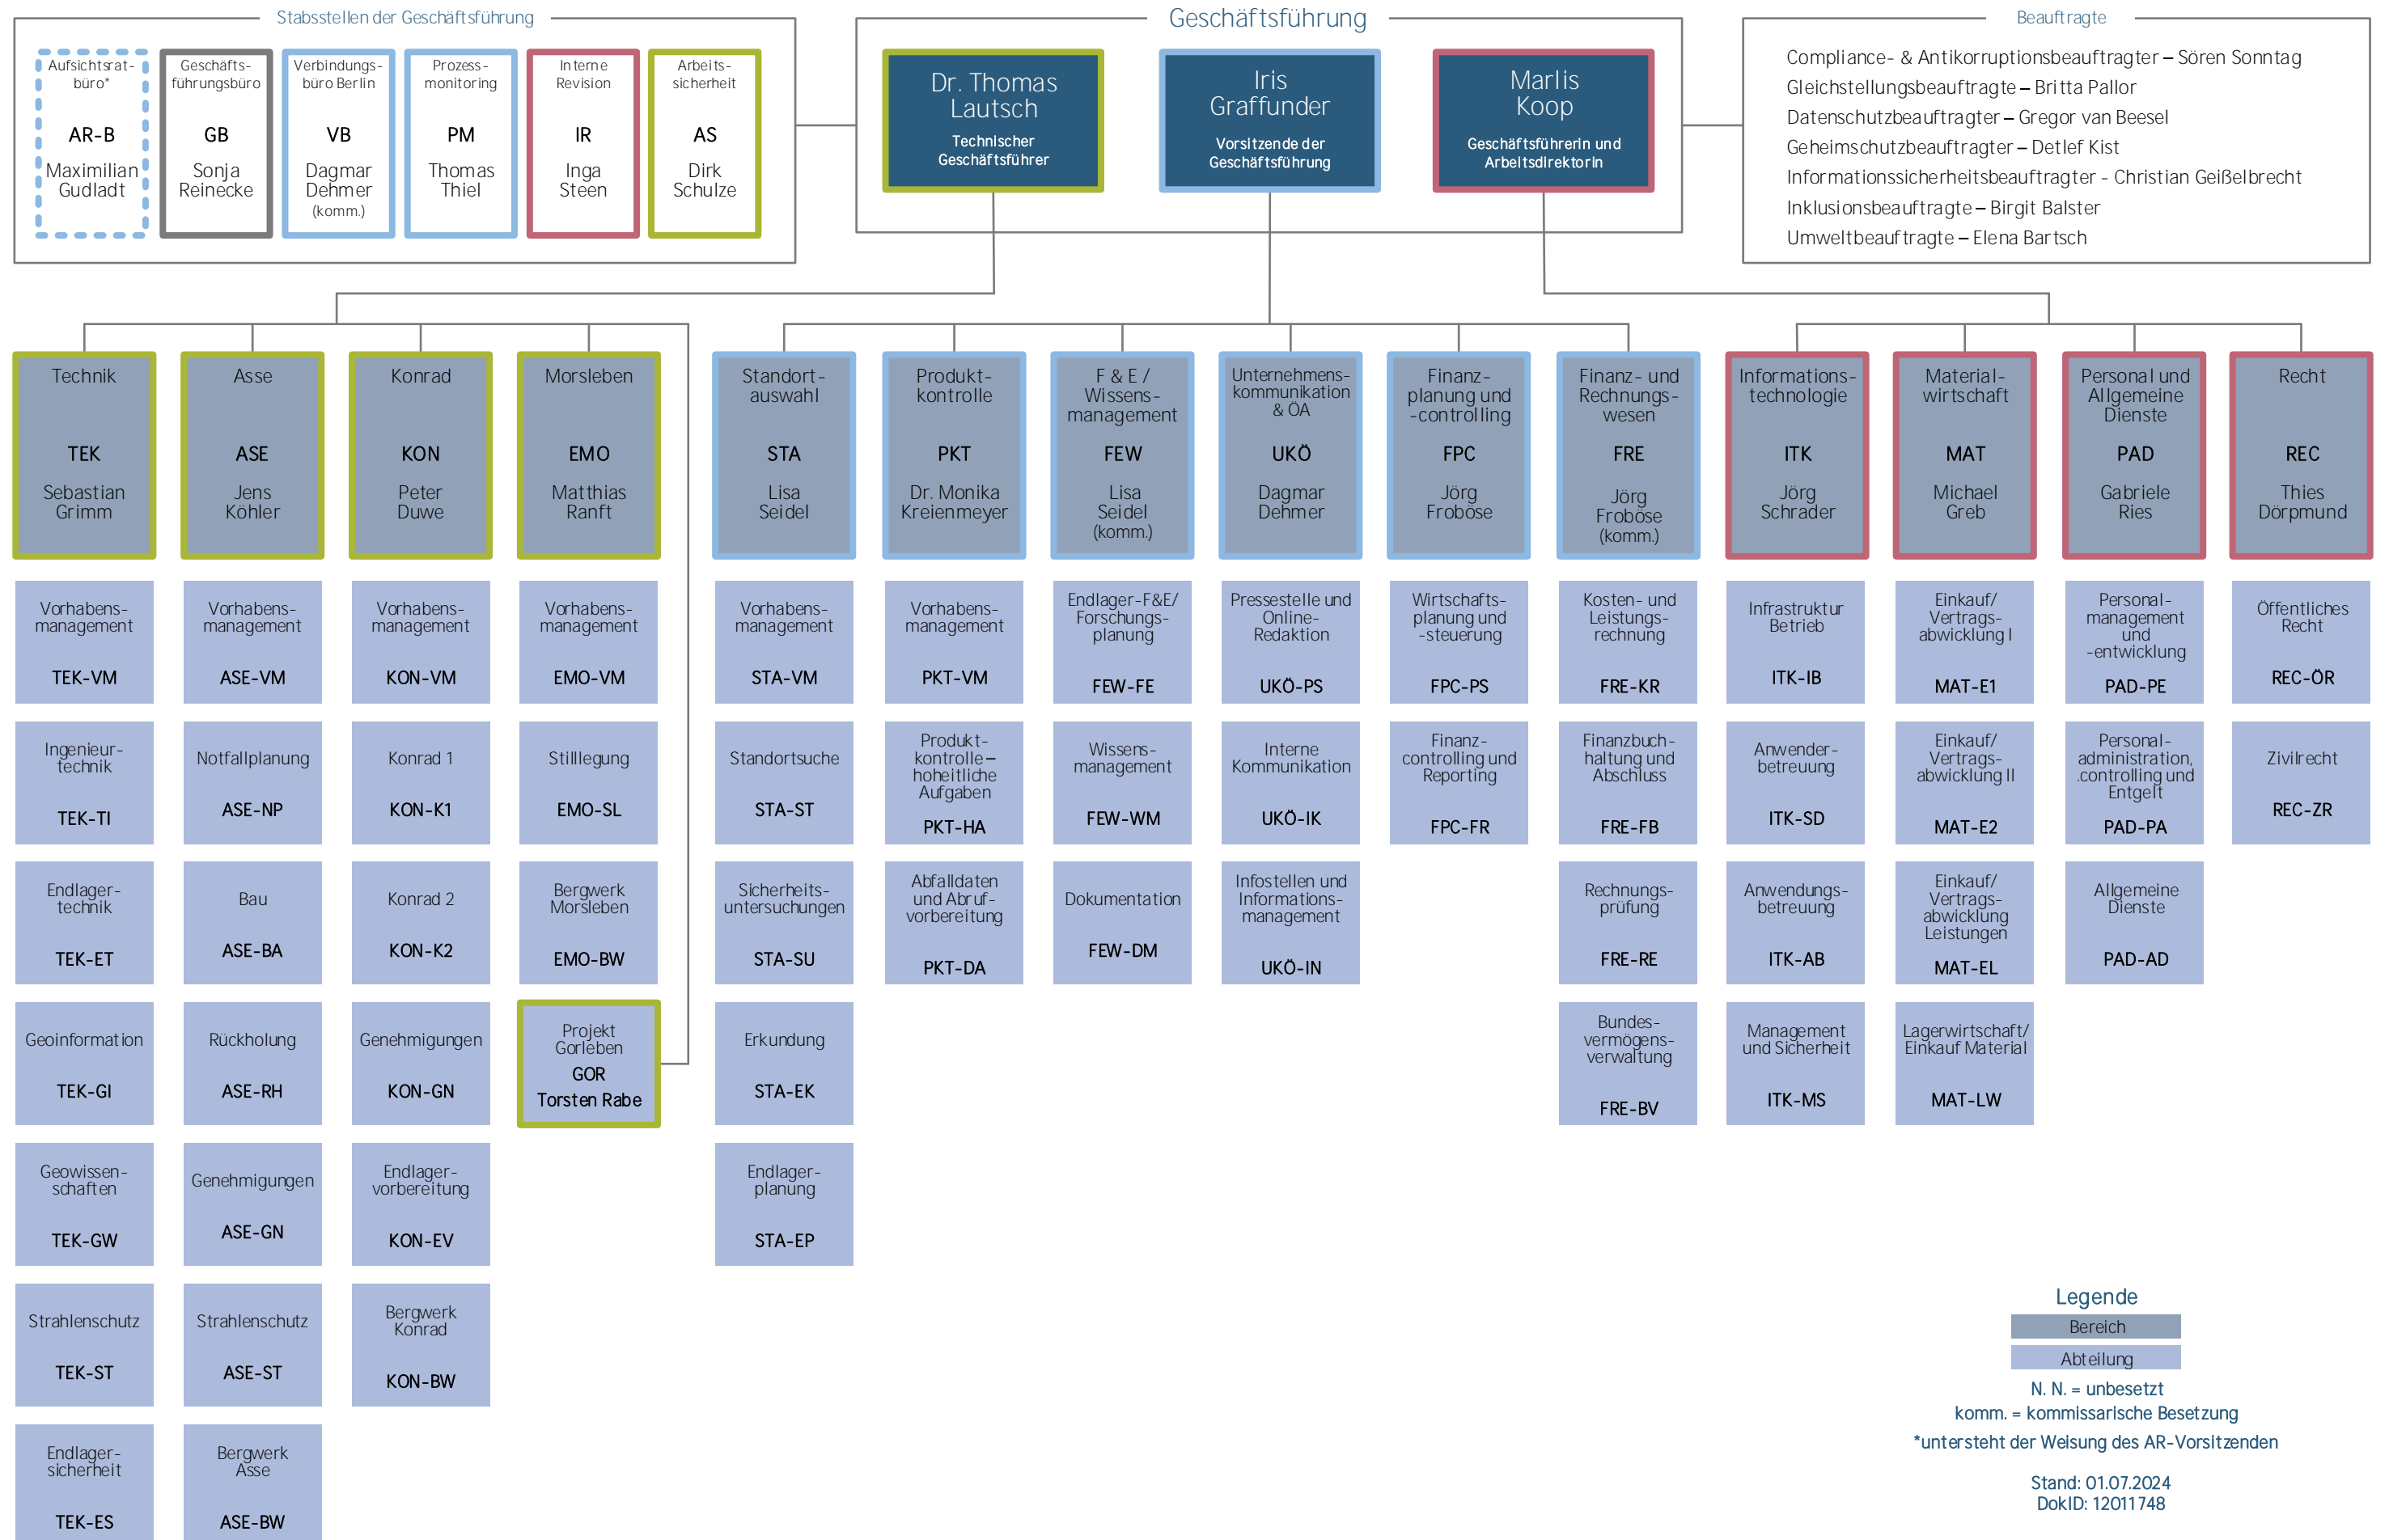 Stabsstellen der Geschäftsführung
Aufsichtsrat-
büro*
AR-B
Maximilian
Gudladt
Geschäfts-
führungsbüro
GB
Sonja
Reinecke
Verbindungs-
büro Berlin
VB
Dagmar
Dehmer
(komm.)
Prozess-
monitoring
PM
Thomas
Thiel
Interne
Revision
IR
Inga
Steen
Arbeits-
sicherheit
AS
Dirk
Schulze
Geschäftsführung
Dr. Thomas
Lautsch
Technischer
Geschäftsführer
Iris
Graffunder
Vorsitzende der
Geschäftsführung
Marlis
Koop
Geschäftsführerin und
Arbeitsdirektorin
Beauftragte
Compliance- & Antikorruptionsbeauftragter – Sören Sonntag
Gleichstellungsbeauftragte – Britta Pallor
Datenschutzbeauftragter – Gregor van Beesel
Geheimschutzbeauftragter – Detlef Kist
Informationssicherheitsbeauftragter - Christian Geißelbrecht
Inklusionsbeauftragte – Birgit Balster
Umweltbeauftragte – Elena Bartsch
Technik
TEK
Sebastian
Grimm
Asse
ASE
Jens
Köhler
Konrad
KON
Peter
Duwe
Morsleben
EMO
Matthias
Ranft
Standort-
auswahl
STA
Lisa
Seidel
Produkt-
kontrolle
PKT
Dr. Monika
Kreienmeyer
F & E /
Wissens-
management
FEW
Lisa
Seidel
(komm.)
Unternehmens-
kommunikation
& ÖA
UKÖ
Dagmar
Dehmer
Finanz-
planung und
-controlling
FPC
Jörg
Froböse
Finanz- und
Rechnungs-
wesen
FRE
Jörg
Froböse
(komm.)
Informations-
technologie
ITK
Jörg
Schrader
Material-
wirtschaft
MAT
Michael
Greb
Personal und
Allgemeine
Dienste
PAD
Gabriele
Ries
Recht
REC
Thies
Dörpmund
Vorhabens-
management
TEK-VM
Vorhabens-
management
ASE-VM
Vorhabens-
management
KON-VM
Vorhabens-
management
EMO-VM
Vorhabens-
management
STA-VM
Vorhabens-
management
PKT-VM
Endlager-F&E/
Forschungs-
planung
FEW-FE
Pressestelle und
Online-
Redaktion
UKÖ-PS
Wirtschafts-
planung und
-steuerung
FPC-PS
Kosten- und
Leistungs-
rechnung
FRE-KR
Infrastruktur
Betrieb
ITK-IB
Einkauf/
Vertrags-
abwicklung I
MAT-E1
Personal-
management
und
-entwicklung
PAD-PE
Öffentliches
Recht
REC-ÖR
Ingenieur-
technik
TEK-TI
Notfallplanung
ASE-NP
Konrad 1
KON-K1
Stilllegung
EMO-SL
Standortsuche
STA-ST
Produkt-
kontrolle –
hoheitliche
Aufgaben
PKT-HA
Wissens-
management
FEW-WM
Interne
Kommunikation
UKÖ-IK
Finanz-
controlling und
Reporting
FPC-FR
Finanzbuch-
haltung und
Abschluss
FRE-FB
Anwender-
betreuung
ITK-SD
Einkauf/
Vertrags-
abwicklung II
MAT-E2
Personal-
administration,
.controlling und
Entgelt
PAD-PA
Zivilrecht
REC-ZR
Endlager-
technik
TEK-ET
Bau
ASE-BA
Konrad 2
KON-K2
Bergwerk
Morsleben
EMO-BW
Sicherheits-
untersuchungen
STA-SU
Abfalldaten
und Abruf-
vorbereitung
PKT-DA
Dokumentation
FEW-DM
Infostellen und
Informations-
management
UKÖ-IN
Rechnungs-
prüfung
FRE-RE
Anwendungs-
betreuung
ITK-AB
Einkauf/
Vertrags-
abwicklung
Leistungen
MAT-EL
Allgemeine
Dienste
PAD-AD
Geoinformation
TEK-GI
Rückholung
ASE-RH
Genehmigungen
KON-GN
Projekt
Gorleben
GOR
Torsten Rabe
Erkundung
STA-EK
Bundes-
vermögens-
verwaltung
FRE-BV
Management
und Sicherheit
ITK-MS
Lagerwirtschaft/
Einkauf Material
MAT-LW
Geowissen-
schaften
TEK-GW
Genehmigungen
ASE-GN
Endlager-
vorbereitung
KON-EV
Endlager-
planung
STA-EP
Strahlenschutz
TEK-ST
Strahlenschutz
ASE-ST
Bergwerk
Konrad
KON-BW
Endlager-
sicherheit
TEK-ES
Bergwerk
Asse
ASE-BW
Legende
Bereich
Abteilung
N. N. = unbesetzt
komm. = kommissarische Besetzung
*untersteht der Weisung des AR-Vorsitzenden
Stand: 01.07.2024
DokID: 12011748